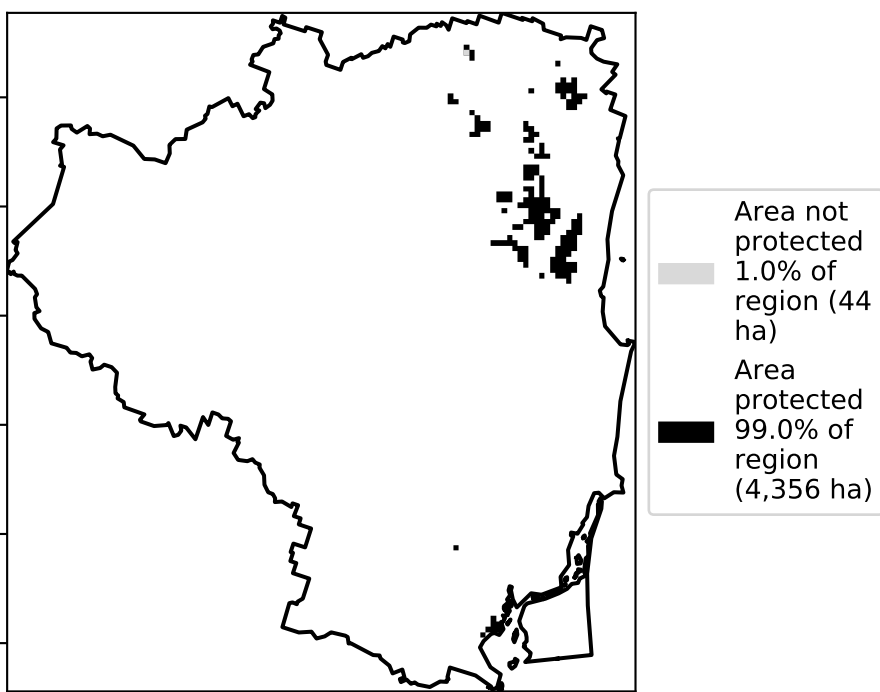 Area not
protected
1.0% of
region (44
ha)
Area
protected
99.0% of
region
(4,356 ha)